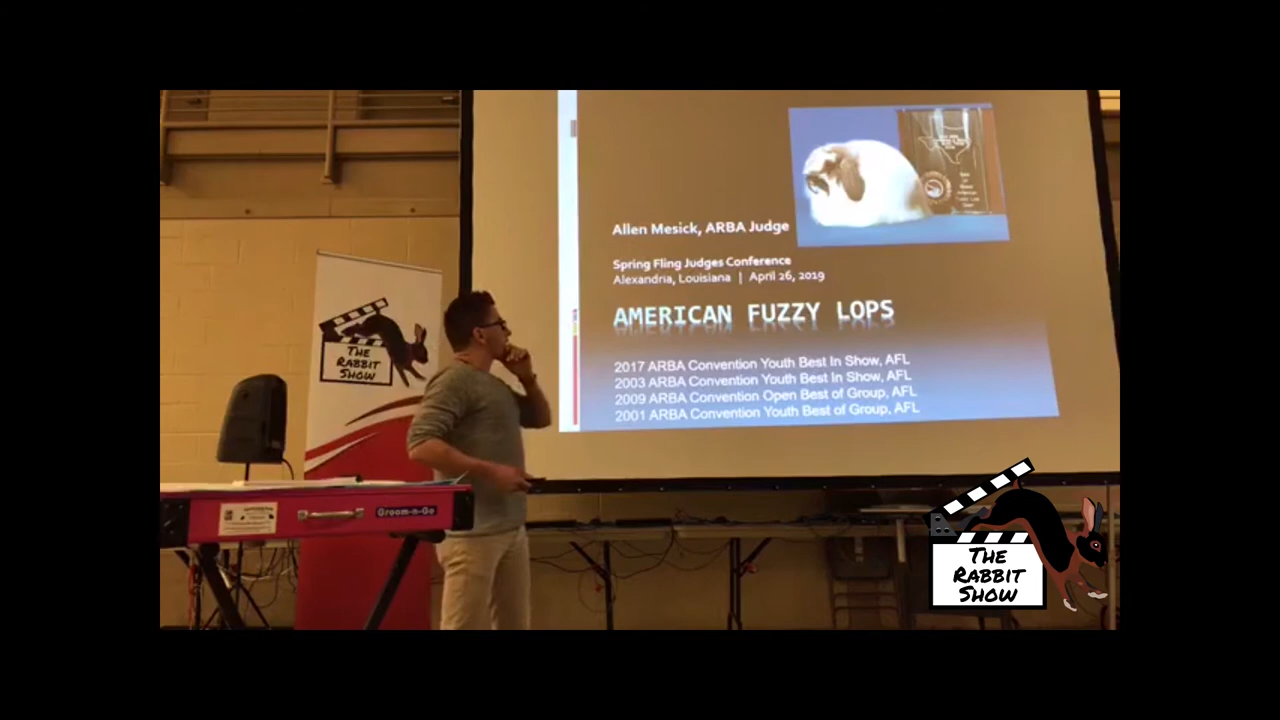 Allen Mesick, ARBA Judge
Spring Fling Judges Conference
Alexandria, Louisiana | April 26, 2019
AMERICAN FUZZY LOPS
2017 ARBA Convention Youth Best In Show, AFL
2003 ARBA Convention Youth Best In Show, AFL
2009 ARBA Convention Open Best of Group, AFL
2001 ARBA Convention Youth Best of Group, AFL
THE
RABBIT
SHOW
Groom-n-Go
THE
RABBIT
SHOW